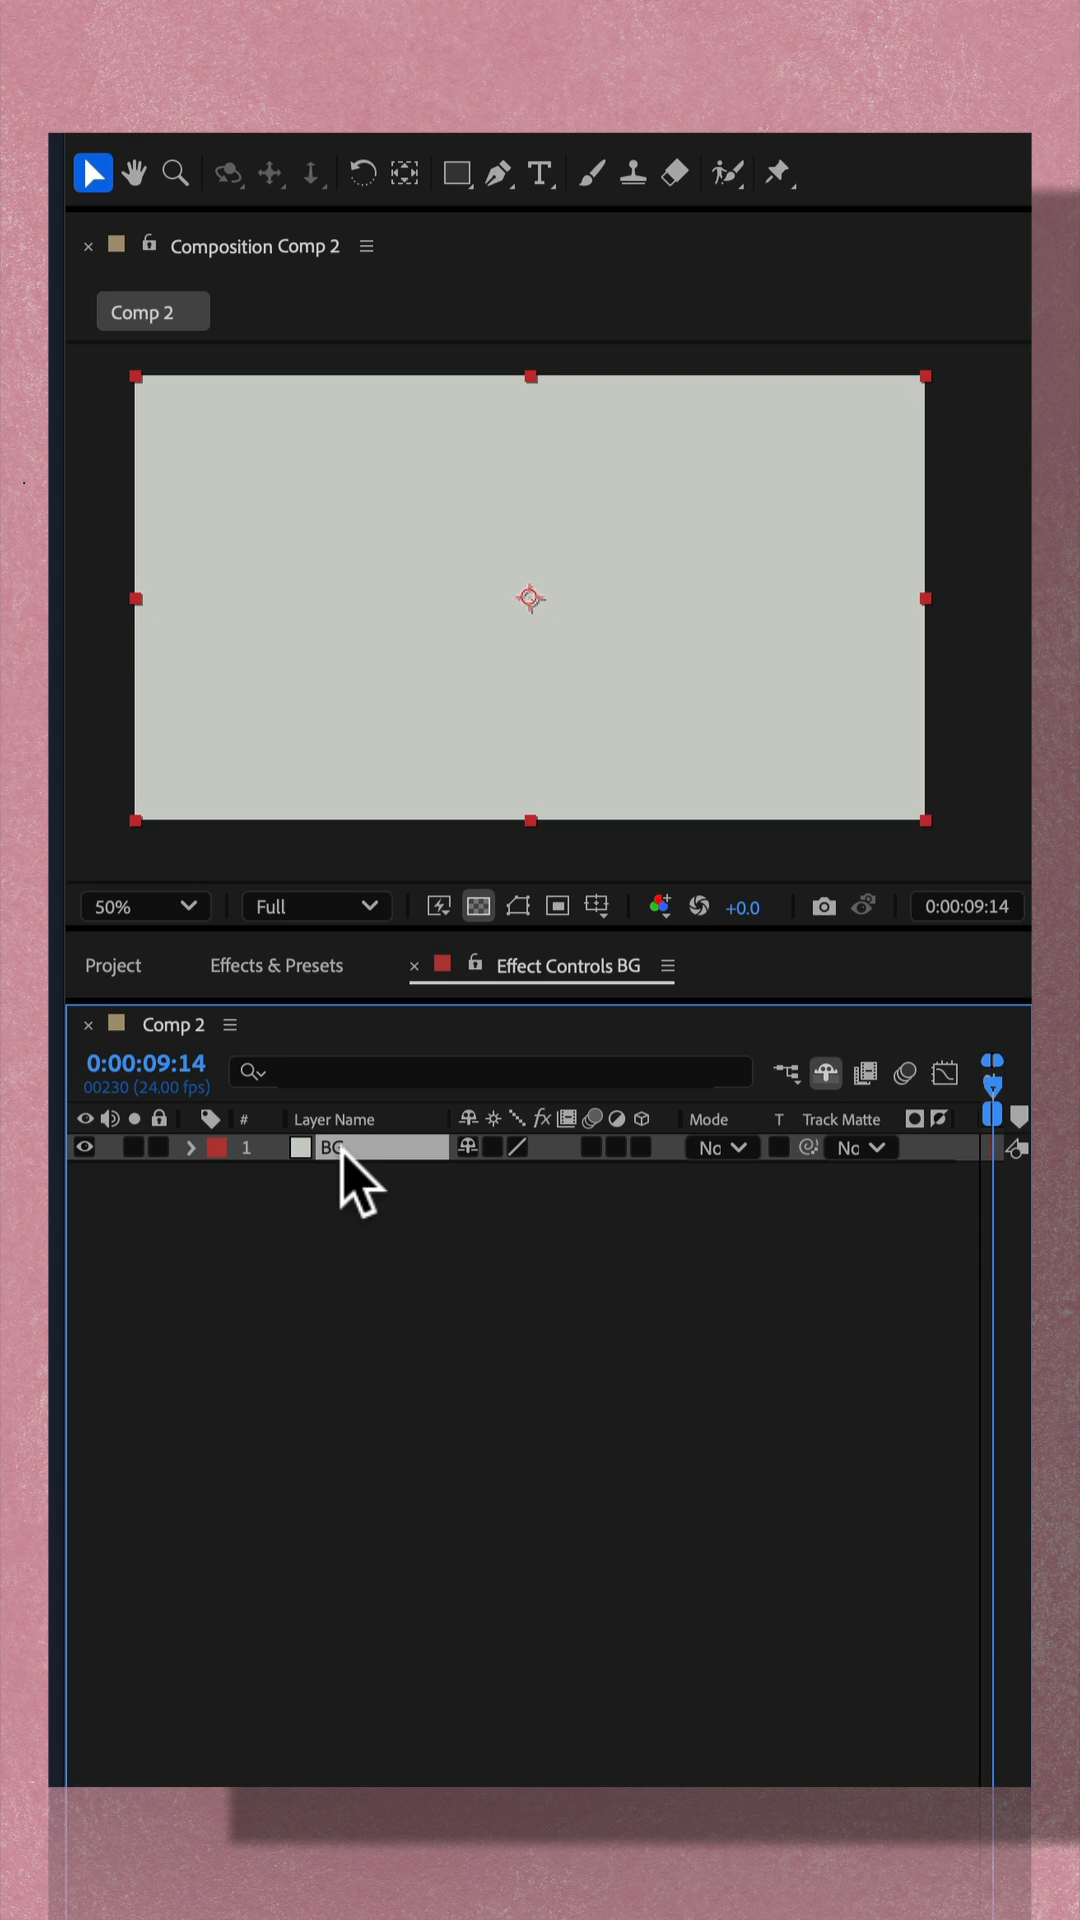 Composition Comp 2
Comp 2
50%
Full
+0.0
0:00:09:14
Project
Effects & Presets
Effect Controls BG
Comp 2
0:00:09:14
00230 (24.00 fps)
#
Layer Name
fx
Mode
T
Track Matte
1
BG
No
No